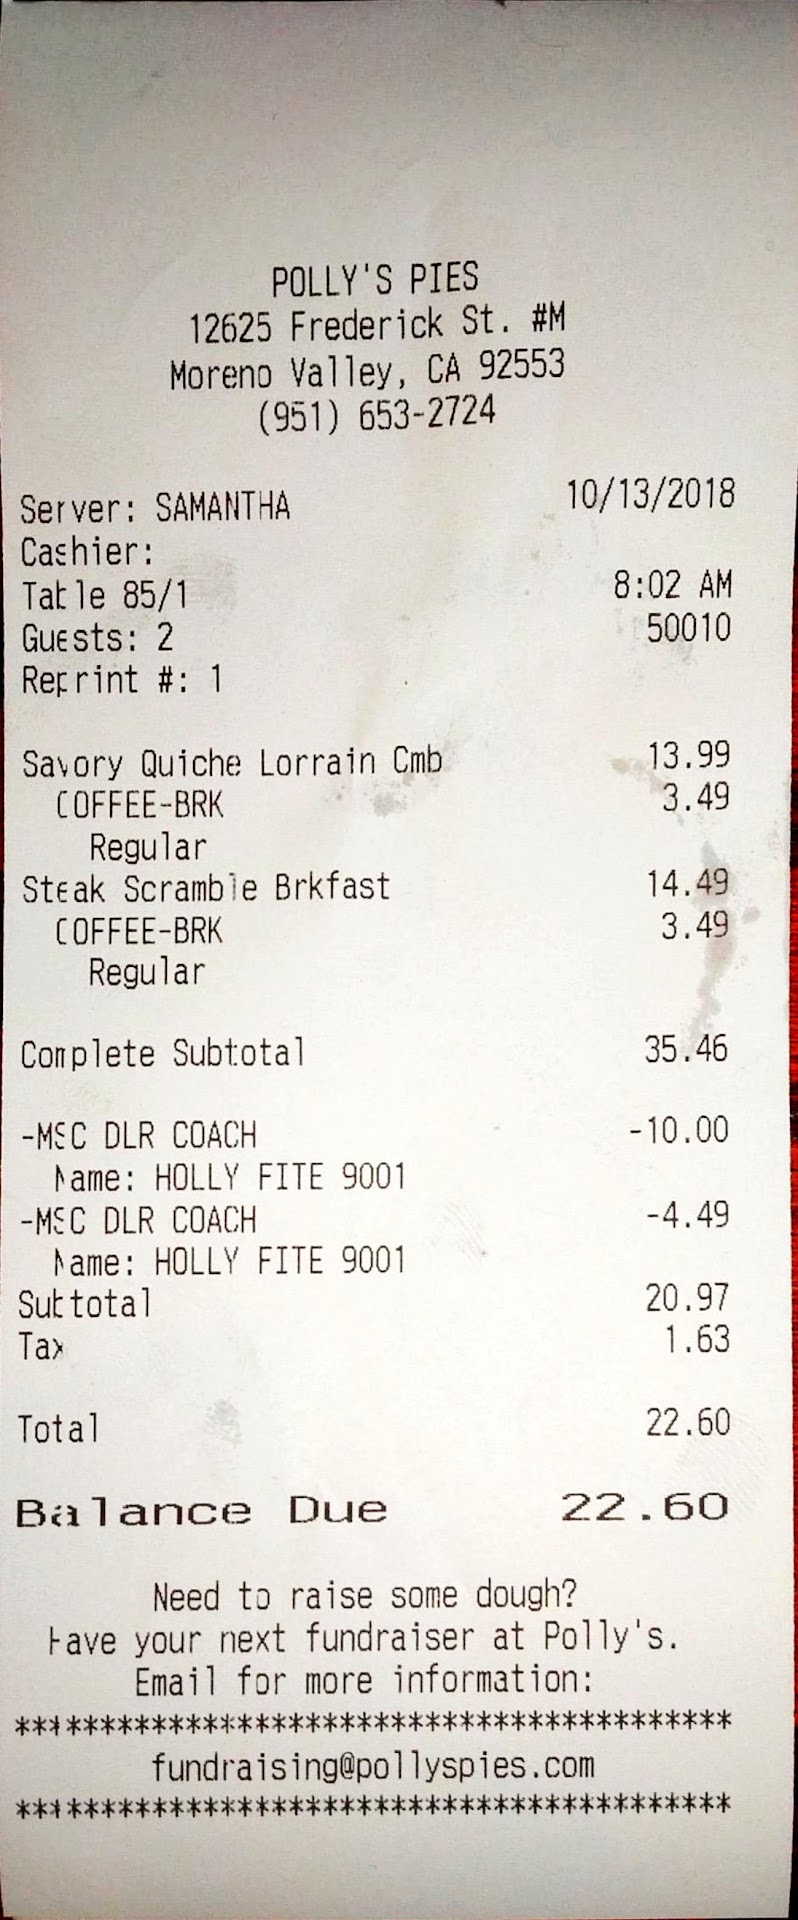 POLLY'S PIES
12625 Frederick St. #M
Moreno Valley, CA 92553
(951) 653-2724
Server: SAMANTHA 10/13/2018
Cashier:
Table 85/1 8:02 AM
Guests: 2 50010
Reprint #: 1
Savory Quiche Lorrain Cmb 13.99
COFFEE-BRK 3.49
Regular
Steak Scramble Brkfast 14.49
COFFEE-BRK 3.49
Regular
Complete Subtotal 35.46
-MSC DLR COACH -10.00
Name: HOLLY FITE 9001
-MSC DLR COACH -4.49
Name: HOLLY FITE 9001
Subtotal 20.97
Tax 1.63
Total 22.60
Balance Due 22.60
Need to raise some dough?
Have your next fundraiser at Polly's.
Email for more information:
******************************************
fundraising@pollyspies.com
******************************************